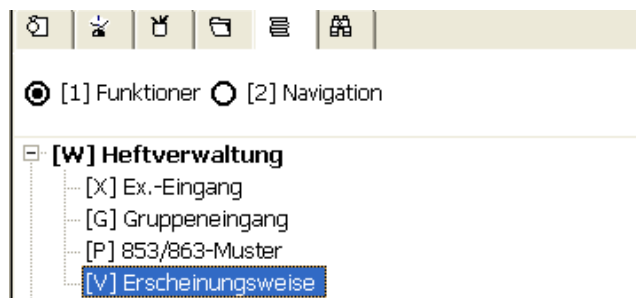 [1] Funktioner [2] Navigation
[W] Heftverwaltung
[X] Ex.-Eingang
[G] Gruppeneingang
[P] 853/863-Muster
[V] Erscheinungsweise